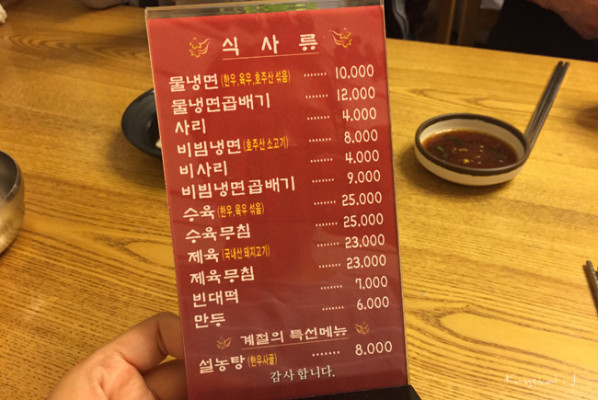 식 사 류
물냉면 (한우, 육우, 호주산 섞음) ······· 10.000
물냉면곱배기 ······· 12.000
사리 ······ 4.000
비빔냉면 (호주산 소고기) ······ 8.000
비사리 ······ 4.000
비빔냉면곱배기 ······ 9.000
수육 (한우, 육우 섞음) ······ 25.000
수육무침 ······ 25.000
제육 (국내산 돼지고기) ······ 23.000
제육무침 ······· 23.000
빈대떡 ······· 7.000
만두 ······· 6.000
계절의 특선메뉴
설농탕 (한우사골) ······· 8.000
감사합니다.